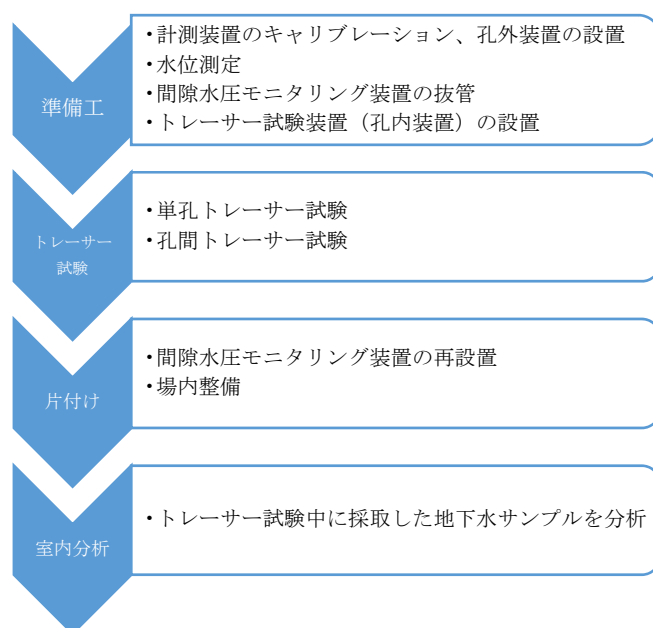 準備工
・計測装置のキャリブレーション、孔外装置の設置
・水位測定
・間隙水圧モニタリング装置の抜管
・トレーサー試験装置（孔内装置）の設置
トレーサー
試験
・単孔トレーサー試験
・孔間トレーサー試験
片付け
・間隙水圧モニタリング装置の再設置
・場内整備
室内分析
・トレーサー試験中に採取した地下水サンプルを分析